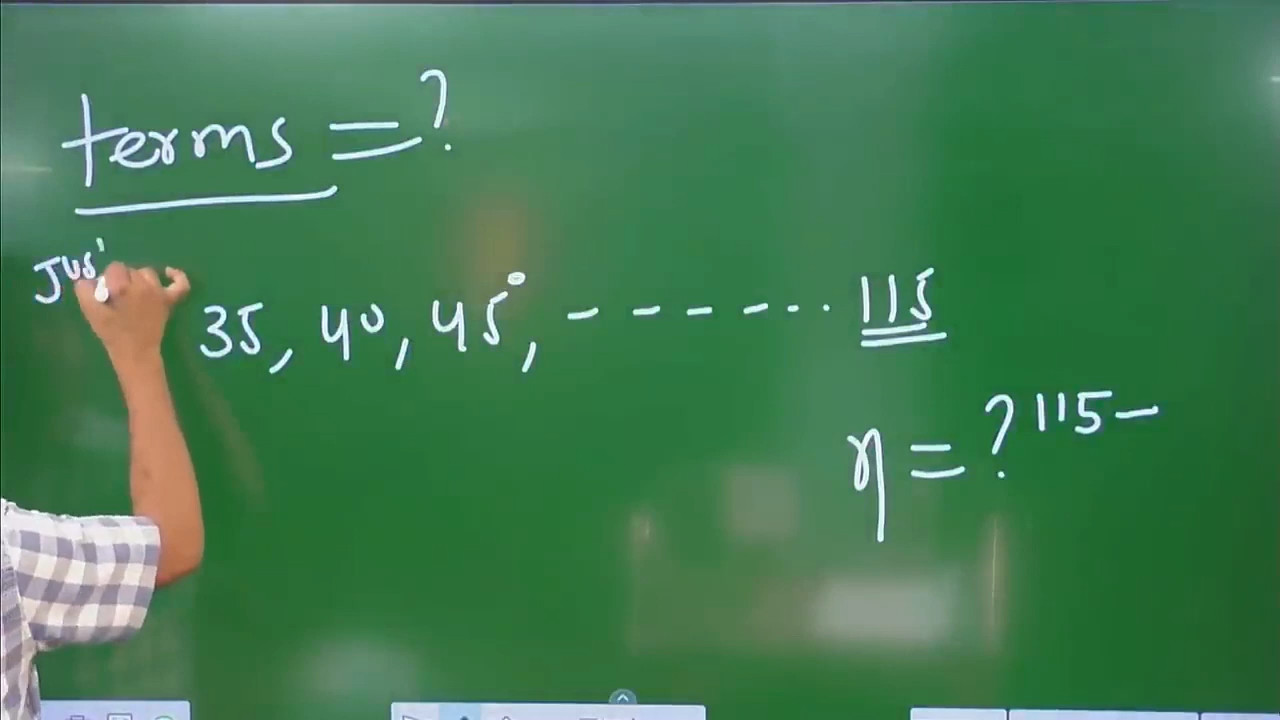 terms = ?
35, 40, 45°, - - - - - . . . 115
η = ? 115 -